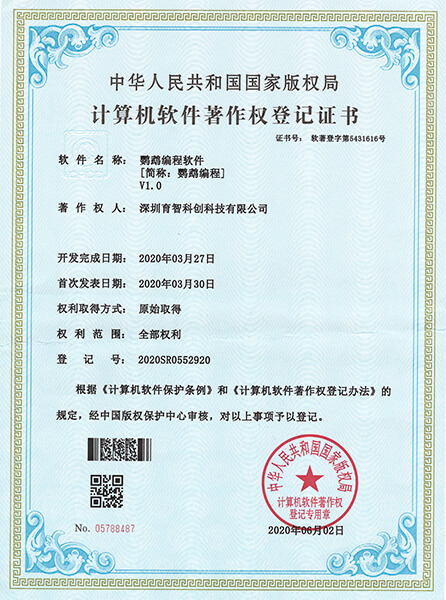 中华人民共和国国家版权局
计算机软件著作权登记证书
证书号： 软著登字第5431616号
软件名称： 鹦鹉编程软件
[简称：鹦鹉编程]
V1.0
著作权人： 深圳育智科创科技有限公司
开发完成日期： 2020年03月27日
首次发表日期： 2020年03月30日
权利取得方式： 原始取得
权利范围： 全部权利
登记号： 2020SR0552920
根据《计算机软件保护条例》和《计算机软件著作权登记办法》的
规定，经中国版权保护中心审核，对以上事项予以登记。
中华人民共和国国家版权局
计算机软件著作权
登记专用章
No. 05788487
2020年06月02日